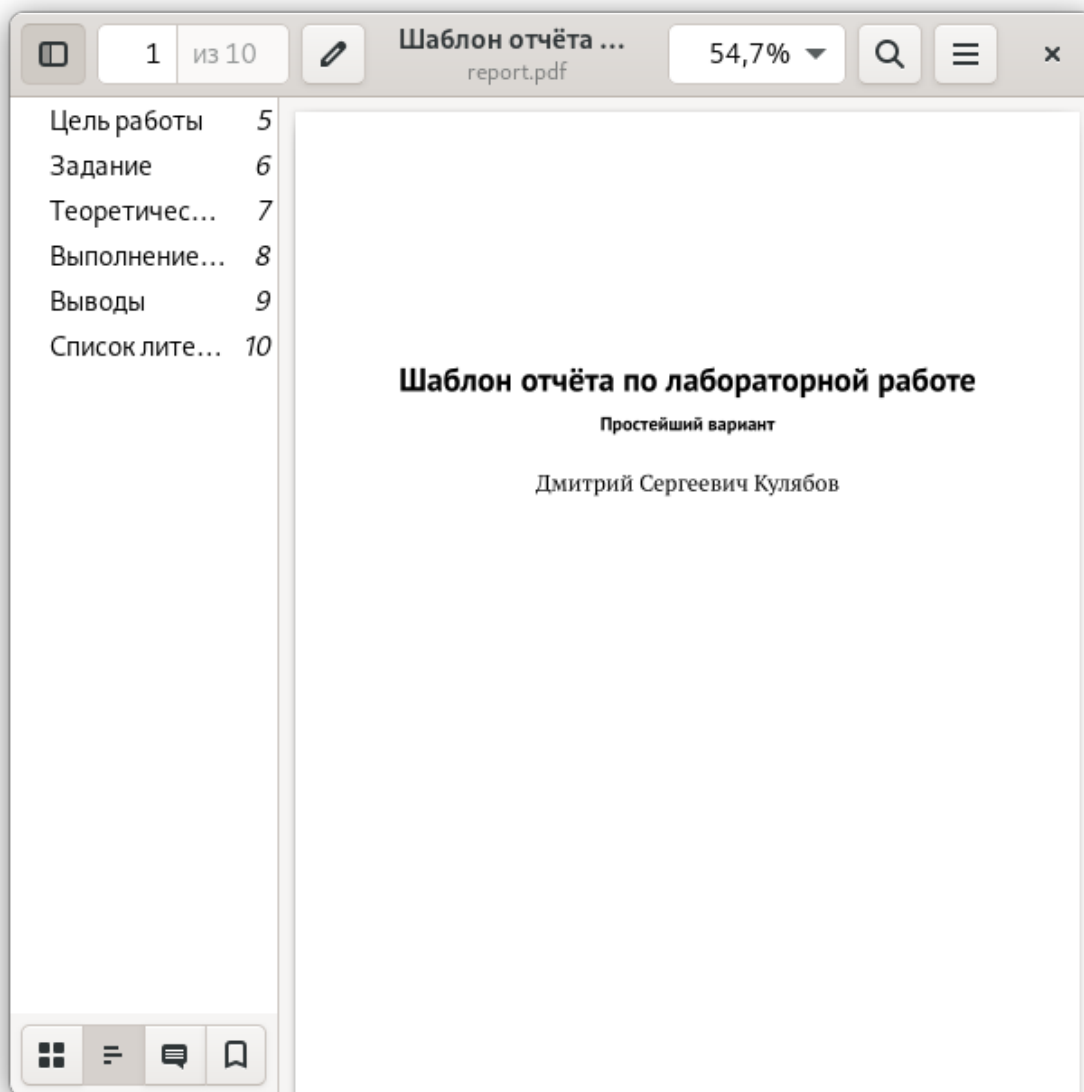 1 из 10 Шаблон отчёта ... 54,7%
report.pdf
Цель работы 5
Задание 6
Теоретичес... 7
Выполнение... 8
Выводы 9
Список лите... 10
Шаблон отчёта по лабораторной работе
Простейший вариант
Дмитрий Сергеевич Кулябов